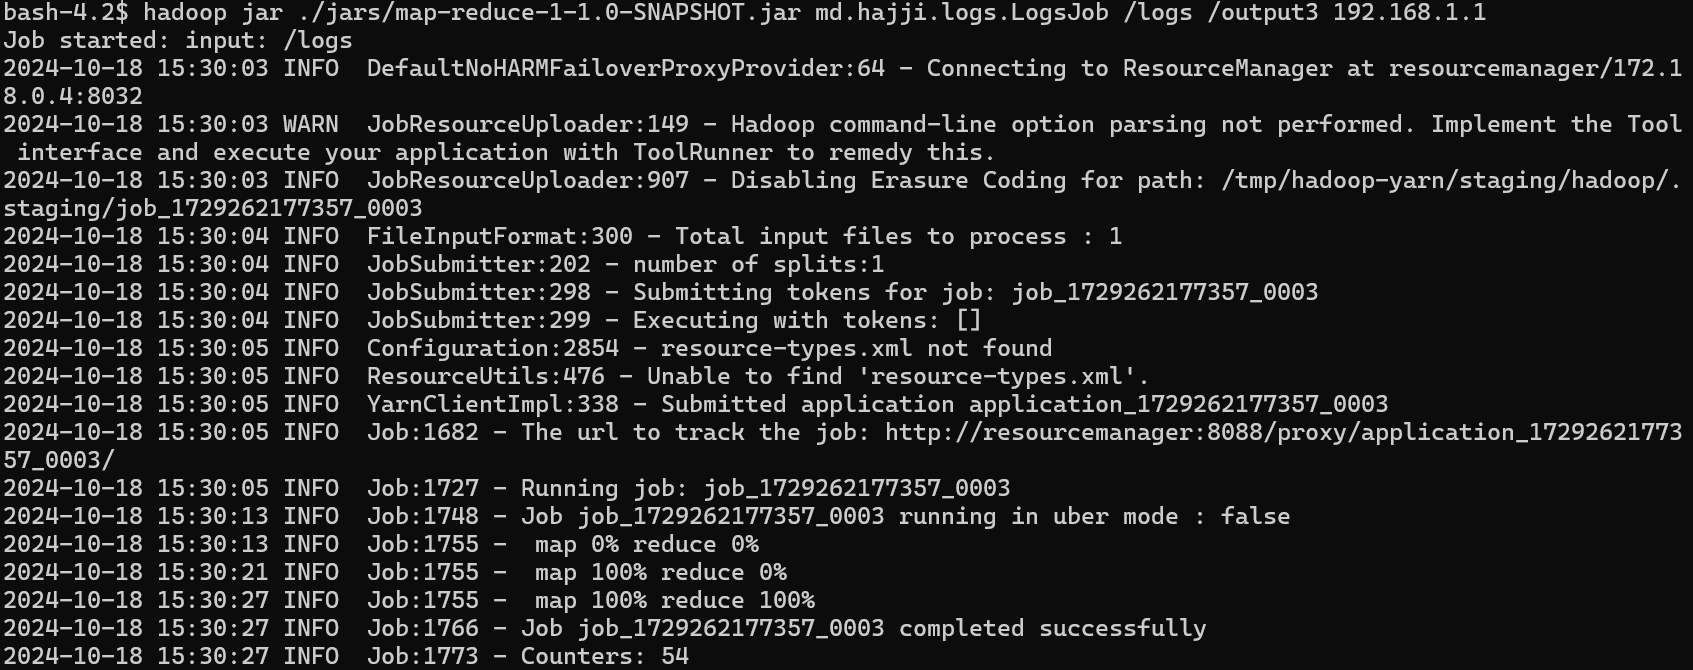 bash-4.2$ hadoop jar ./jars/map-reduce-1-1.0-SNAPSHOT.jar md.hajji.logs.LogsJob /logs /output3 192.168.1.1
Job started: input: /logs
2024-10-18 15:30:03 INFO  DefaultNoHARMFailoverProxyProvider:64 - Connecting to ResourceManager at resourcemanager/172.1
8.0.4:8032
2024-10-18 15:30:03 WARN  JobResourceUploader:149 - Hadoop command-line option parsing not performed. Implement the Tool
 interface and execute your application with ToolRunner to remedy this.
2024-10-18 15:30:03 INFO  JobResourceUploader:907 - Disabling Erasure Coding for path: /tmp/hadoop-yarn/staging/hadoop/.
staging/job_1729262177357_0003
2024-10-18 15:30:04 INFO  FileInputFormat:300 - Total input files to process : 1
2024-10-18 15:30:04 INFO  JobSubmitter:202 - number of splits:1
2024-10-18 15:30:04 INFO  JobSubmitter:298 - Submitting tokens for job: job_1729262177357_0003
2024-10-18 15:30:04 INFO  JobSubmitter:299 - Executing with tokens: []
2024-10-18 15:30:05 INFO  Configuration:2854 - resource-types.xml not found
2024-10-18 15:30:05 INFO  ResourceUtils:476 - Unable to find 'resource-types.xml'.
2024-10-18 15:30:05 INFO  YarnClientImpl:338 - Submitted application application_1729262177357_0003
2024-10-18 15:30:05 INFO  Job:1682 - The url to track the job: http://resourcemanager:8088/proxy/application_17292621773
57_0003/
2024-10-18 15:30:05 INFO  Job:1727 - Running job: job_1729262177357_0003
2024-10-18 15:30:13 INFO  Job:1748 - Job job_1729262177357_0003 running in uber mode : false
2024-10-18 15:30:13 INFO  Job:1755 -  map 0% reduce 0%
2024-10-18 15:30:21 INFO  Job:1755 -  map 100% reduce 0%
2024-10-18 15:30:27 INFO  Job:1755 -  map 100% reduce 100%
2024-10-18 15:30:27 INFO  Job:1766 - Job job_1729262177357_0003 completed successfully
2024-10-18 15:30:27 INFO  Job:1773 - Counters: 54